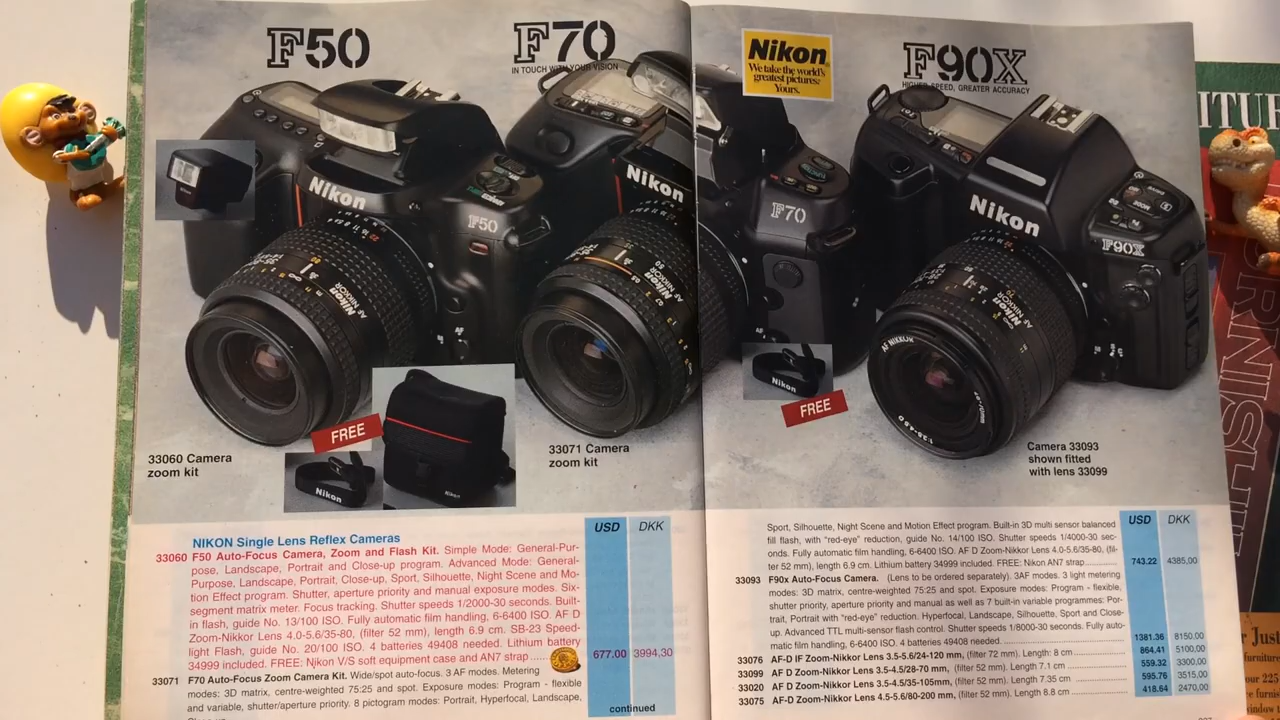 F50
F70
IN TOUCH WITH YOUR VISION
Nikon
We take the world's
greatest pictures.
Yours.
F90X
HIGHER SPEED, GREATER ACCURACY
Nikon
F50
Nikon
AF NIKKOR
Nikon
F70
Nikon
AF NIKKOR
Nikon
F90X
Nikon
AF NIKKOR
FREE
Nikon
Nikon
33060 Camera
zoom kit
33071 Camera
zoom kit
Nikon
FREE
Camera 33093
shown fitted
with lens 33099
NIKON Single Lens Reflex Cameras
USD DKK
33060 F50 Auto-Focus Camera, Zoom and Flash Kit. Simple Mode: General-Pur-
pose, Landscape, Portrait and Close-up program. Advanced Mode: General-
Purpose, Landscape, Portrait, Close-up, Sport, Silhouette, Night Scene and Mo-
tion Effect program. Shutter, aperture priority and manual exposure modes. Six-
segment matrix meter. Focus tracking. Shutter speeds 1/2000-30 seconds. Built-
in light Flash, guide No. 13/100 ISO. Fully automatic film handling, 6-6400 ISO. AF D
Zoom-Nikkor Lens 4.0-5.6/35-80, (filter 52 mm), length 6.9 cm. SB-23 Speed-
light Flash, guide No. 20/100 ISO. 4 batteries 49408 needed. Lithium battery
34999 included. FREE: Nikon V/S soft equipment case and AN7 strap 677.00 3994,30
33071 F70 Auto-Focus Zoom Camera Kit. Wide/spot auto-focus. 3 AF modes. Metering
modes: 3D matrix, centre-weighted 75:25 and spot. Exposure modes: Program - flexible
and variable, shutter/aperture priority. 8 pictogram modes: Portrait, Hyperfocal, Landscape,
continued
USD DKK
Sport, Silhouette, Night Scene and Motion Effect program. Built-in 3D multi sensor balanced
fill flash, with "red-eye" reduction, guide No. 14/100 ISO. Shutter speeds 1/4000-30 sec-
onds. Fully automatic film handling, 6-6400 ISO. AF D Zoom-Nikkor Lens 4.0-5.6/35-80, (fil-
ter 52 mm), length 6.9 cm. Lithium battery 34999 included. FREE: Nikon AN7 strap 743.22 4385,00
33093 F90x Auto-Focus Camera. (Lens to be ordered separately). 3AF modes. 3 light metering
modes: 3D matrix, centre-weighted 75:25 and spot. Exposure modes: Program - flexible,
shutter priority, aperture priority and manual as well as 7 built-in variable programmes: Por-
trait, Portrait with "red-eye" reduction. Hyperfocal, Landscape, Silhouette, Sport and Close-
up. Advanced TTL multi-sensor flash control. Shutter speeds 1/8000-30 seconds. Fully auto-
matic film handling, 6-6400 ISO. 4 batteries 49408 needed. 1381.36 8150,00
33076 AF-D IF Zoom-Nikkor Lens 3.5-5.6/24-120 mm, (filter 72 mm). Length: 8 cm 864.41 5100,00
33099 AF D Zoom-Nikkor Lens 3.5-4.5/28-70 mm, (filter 52 mm). Length 7.1 cm 559.32 3300,00
33020 AF D Zoom-Nikkor Lens 3.5-4.5/35-105mm, (filter 52 mm). Length 7.35 cm 595.76 3515,00
33075 AF-D Zoom-Nikkor Lens 4.5-5.6/80-200 mm, (filter 52 mm). Length 8.8 cm 418.64 2470,00